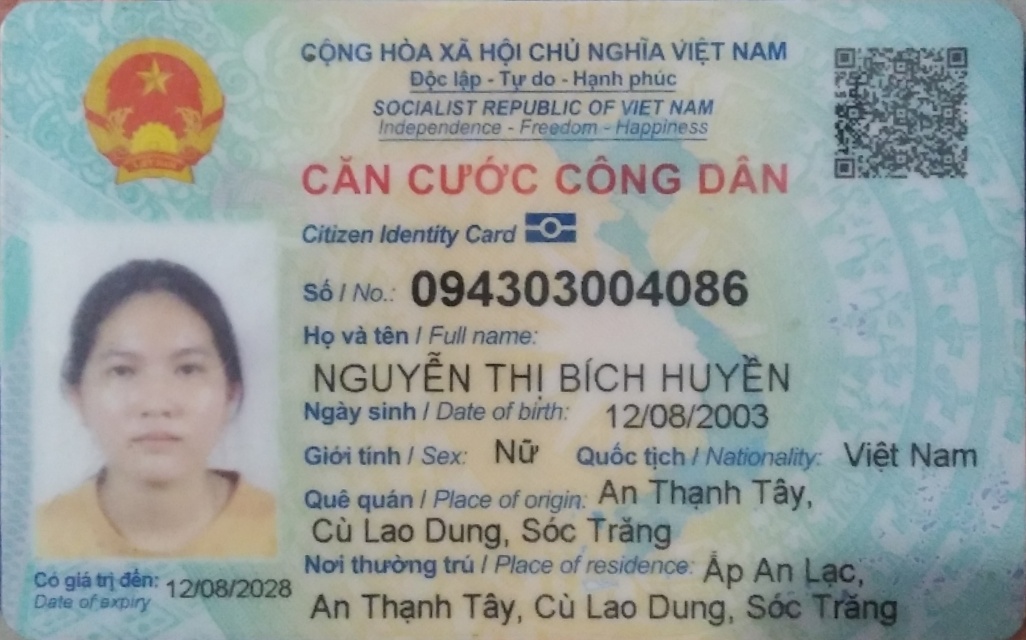 CỘNG HÒA XÃ HỘI CHỦ NGHĨA VIỆT NAM
Độc lập - Tự do - Hạnh phúc
SOCIALIST REPUBLIC OF VIET NAM
Independence - Freedom - Happiness
CĂN CƯỚC CÔNG DÂN
Citizen Identity Card
Số / No.: 094303004086
Họ và tên / Full name:
NGUYỄN THỊ BÍCH HUYỀN
Ngày sinh / Date of birth: 12/08/2003
Giới tính / Sex: Nữ Quốc tịch / Nationality: Việt Nam
Quê quán / Place of origin: An Thạnh Tây,
Cù Lao Dung, Sóc Trăng
Nơi thường trú / Place of residence: Ấp An Lạc,
An Thạnh Tây, Cù Lao Dung, Sóc Trăng
Có giá trị đến: 12/08/2028
Date of expiry